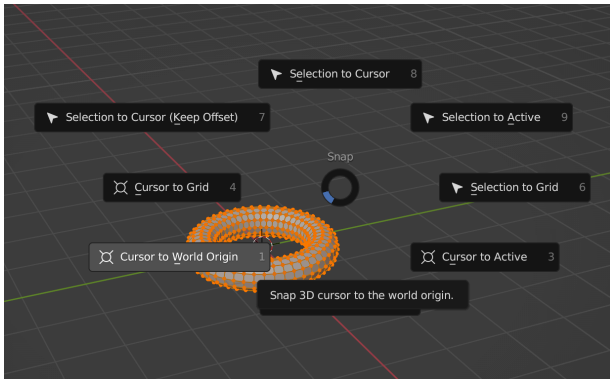 Selection to Cursor 8
Selection to Cursor (Keep Offset) 7
Selection to Active 9
Snap
Cursor to Grid 4
Selection to Grid 6
Cursor to World Origin 1
Cursor to Active 3
Snap 3D cursor to the world origin.